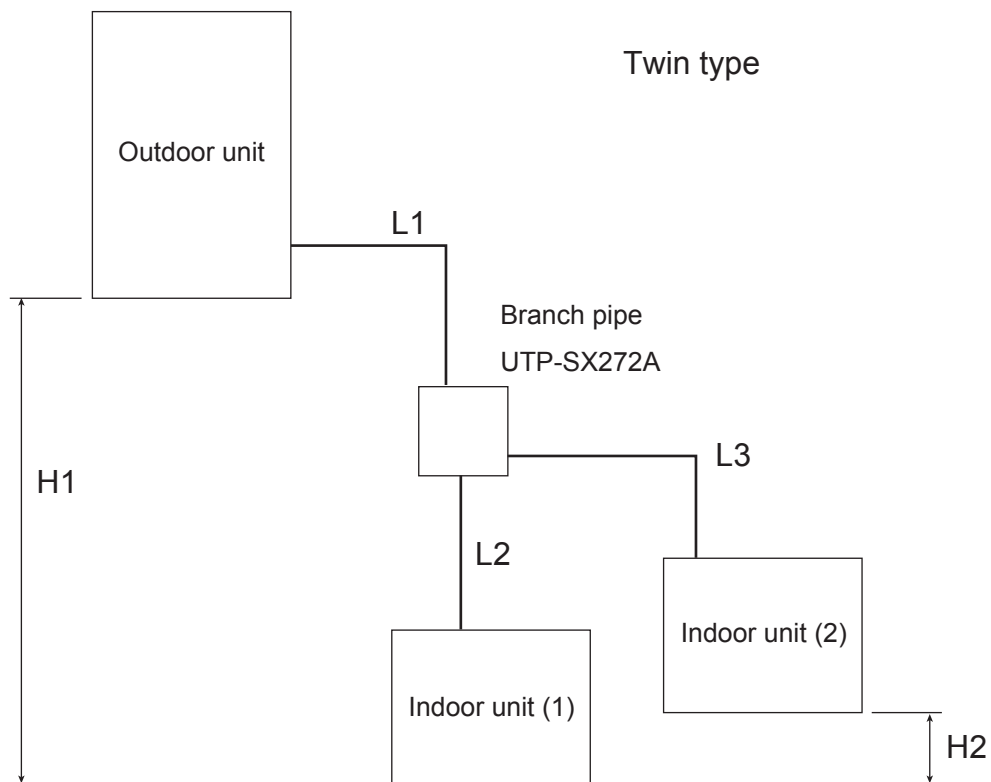 Twin type
Outdoor unit
L1
Branch pipe
UTP-SX272A
H1
L3
L2
Indoor unit (2)
Indoor unit (1)
H2